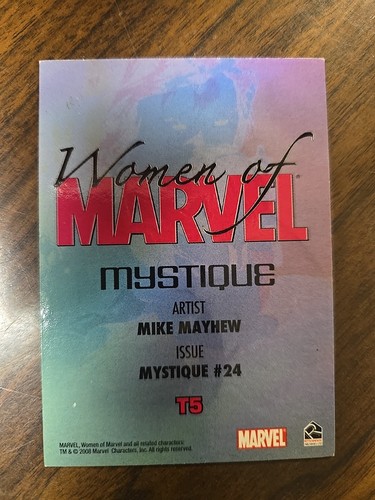 Women of
MARVEL
MYSTIQUE
ARTIST
MIKE MAYHEW
ISSUE
MYSTIQUE #24
T5
MARVEL, Women of Marvel and all related characters:
TM & © 2008 Marvel Characters, Inc. All rights reserved.
MARVEL